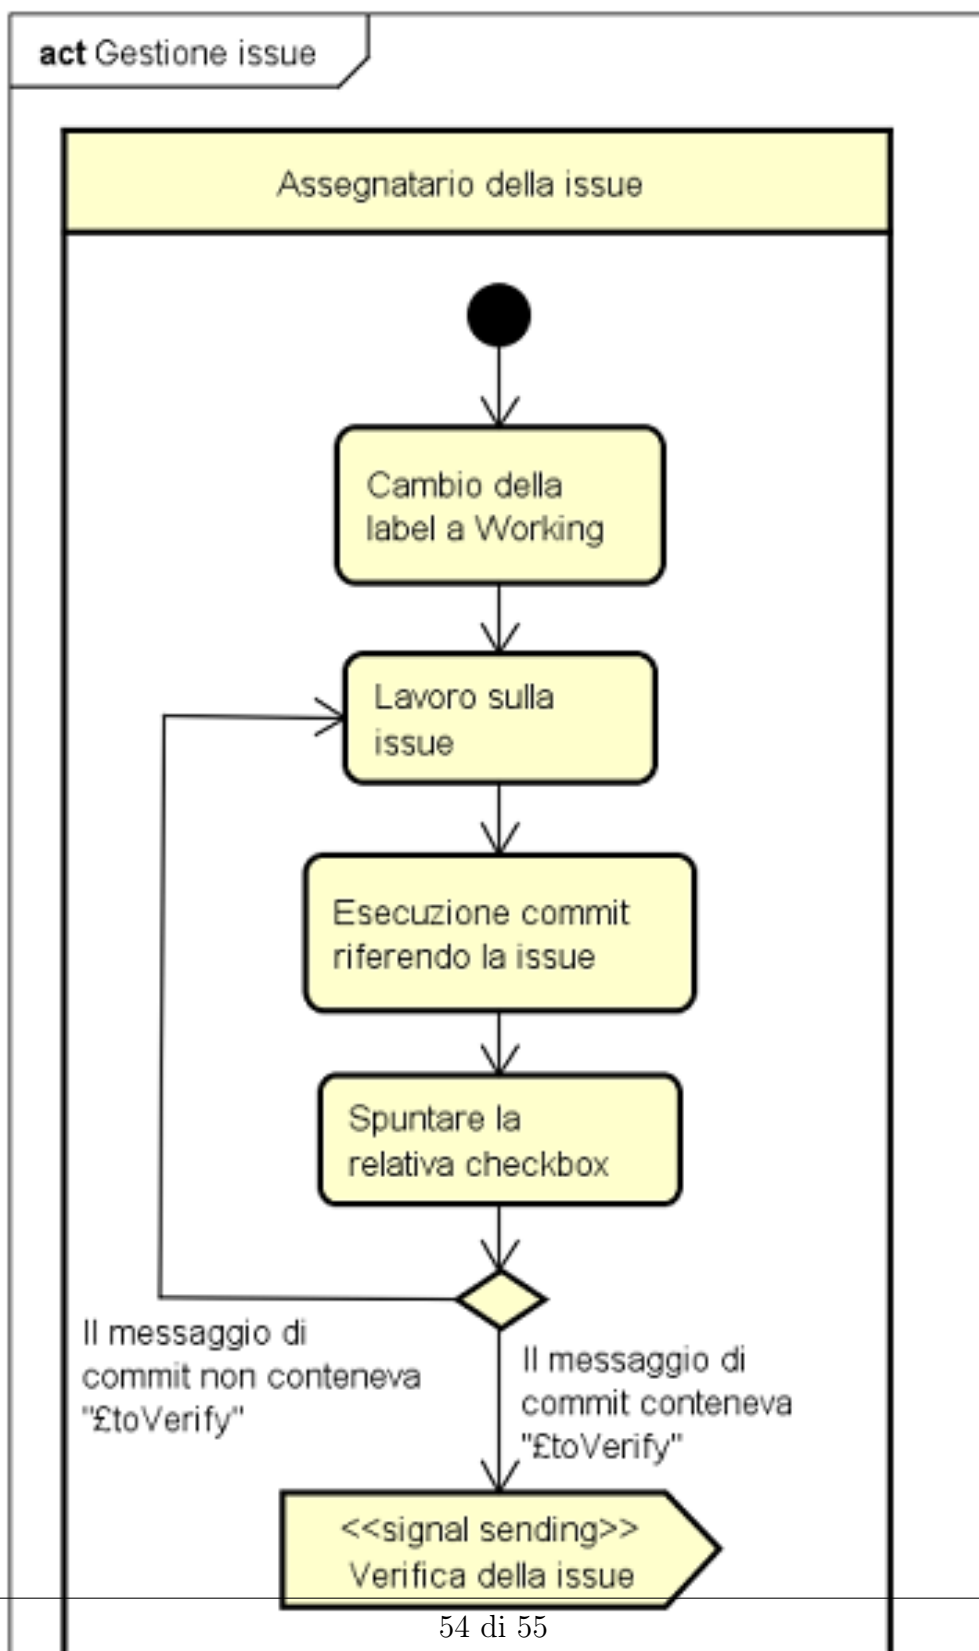 act Gestione issue
Assegnatario della issue
Cambio della
label a Working
Lavoro sulla
issue
Esecuzione commit
riferendo la issue
Spuntare la
relativa checkbox
Il messaggio di
commit non conteneva
"£toVerify"
Il messaggio di
commit conteneva
"£toVerify"
<<signal sending>>
Verifica della issue
54 di 55